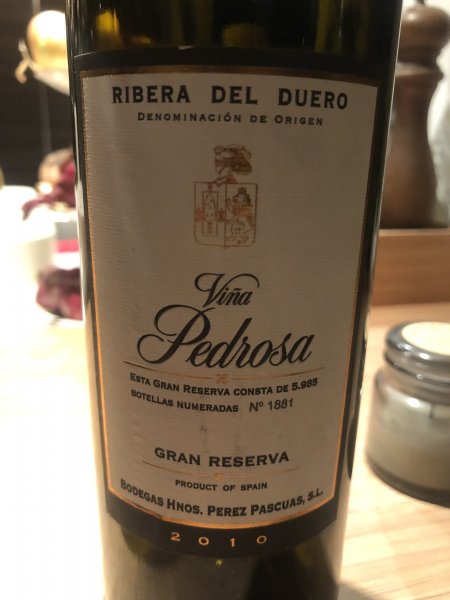 RIBERA DEL DUERO
DENOMINACIÓN DE ORIGEN
Viña
Pedrosa
ESTA GRAN RESERVA CONSTA DE 5.985
BOTELLAS NUMERADAS Nº 1881
GRAN RESERVA
PRODUCT OF SPAIN
BODEGAS HNOS. PEREZ PASCUAS, S.L.
2010